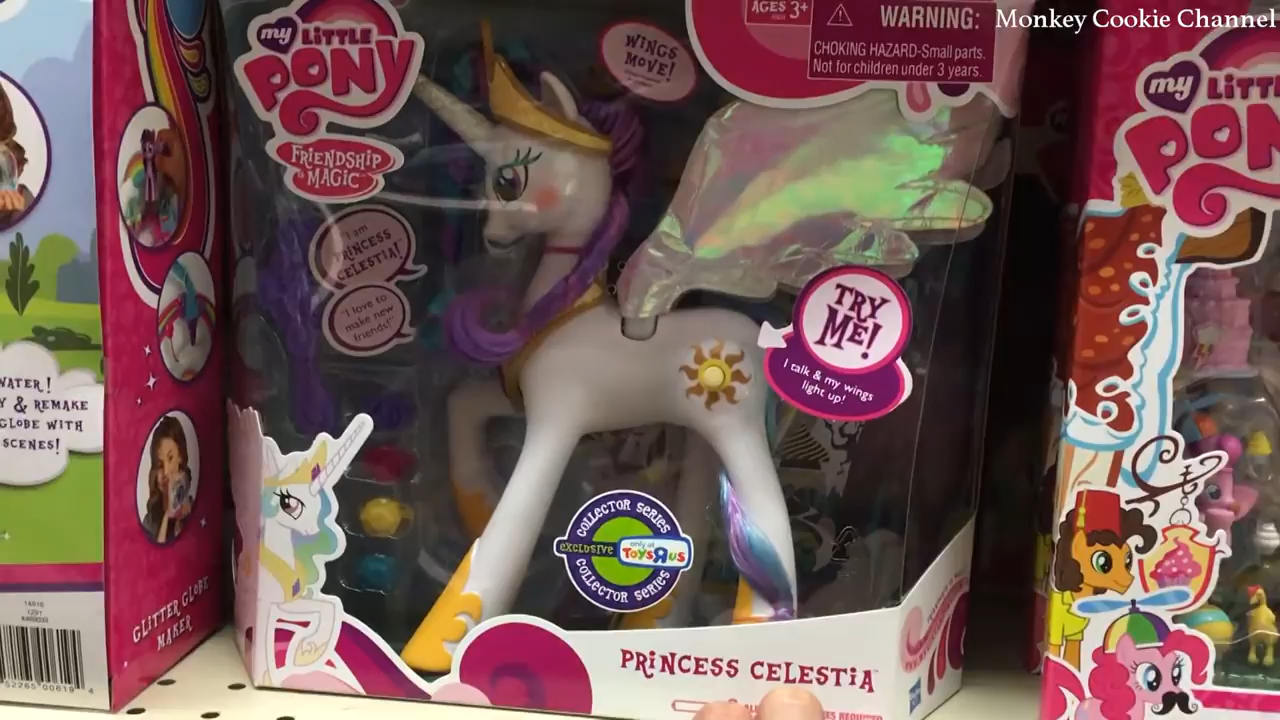 Monkey Cookie Channel
my LiTTLE
PONY
FRIENDSHIP
is MAGIC
WINGS
MOVE!
AGES 3+
WARNING:
CHOKING HAZARD-Small parts.
Not for children under 3 years.
my LiTTL
PON
"I am
PRINCESS
CELESTIA!"
"I love to
make new
friends!"
TRY
ME!
I talk & my wings
light up!
WATER!
Y & REMAKE
GLOBE WITH
SCENES!
COLLECTOR SERIES
EXCLUSIVE
only at
TOYSRUS
COLLECTOR SERIES
GLITTER GLOBE
MAKER
PRINCESS CELESTIA™